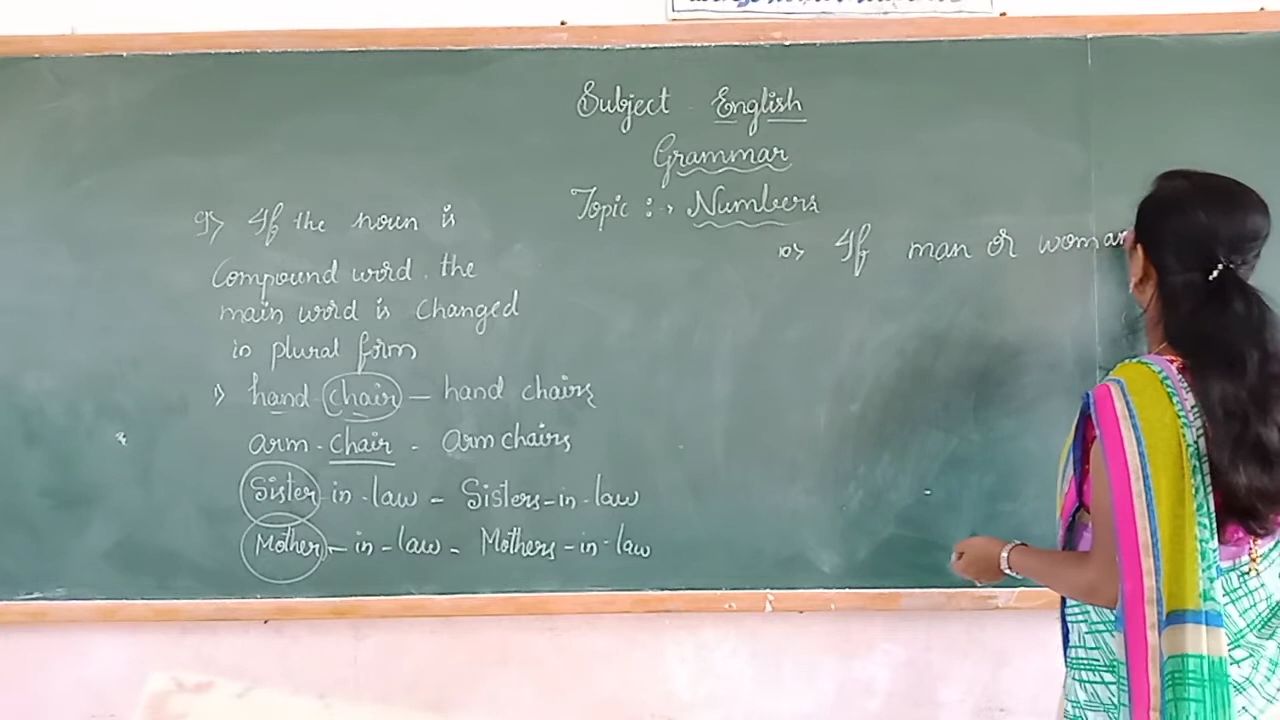 Subject - English
Grammar
Topic :→ Numbers
9> If the noun is
Compound word. the
main word is changed
in plural form
1> hand chair — hand chairs
arm - chair - arm chairs
Sister in - law - Sisters - in - law
Mother - in - law - Mothers - in - law
10> If man or woman